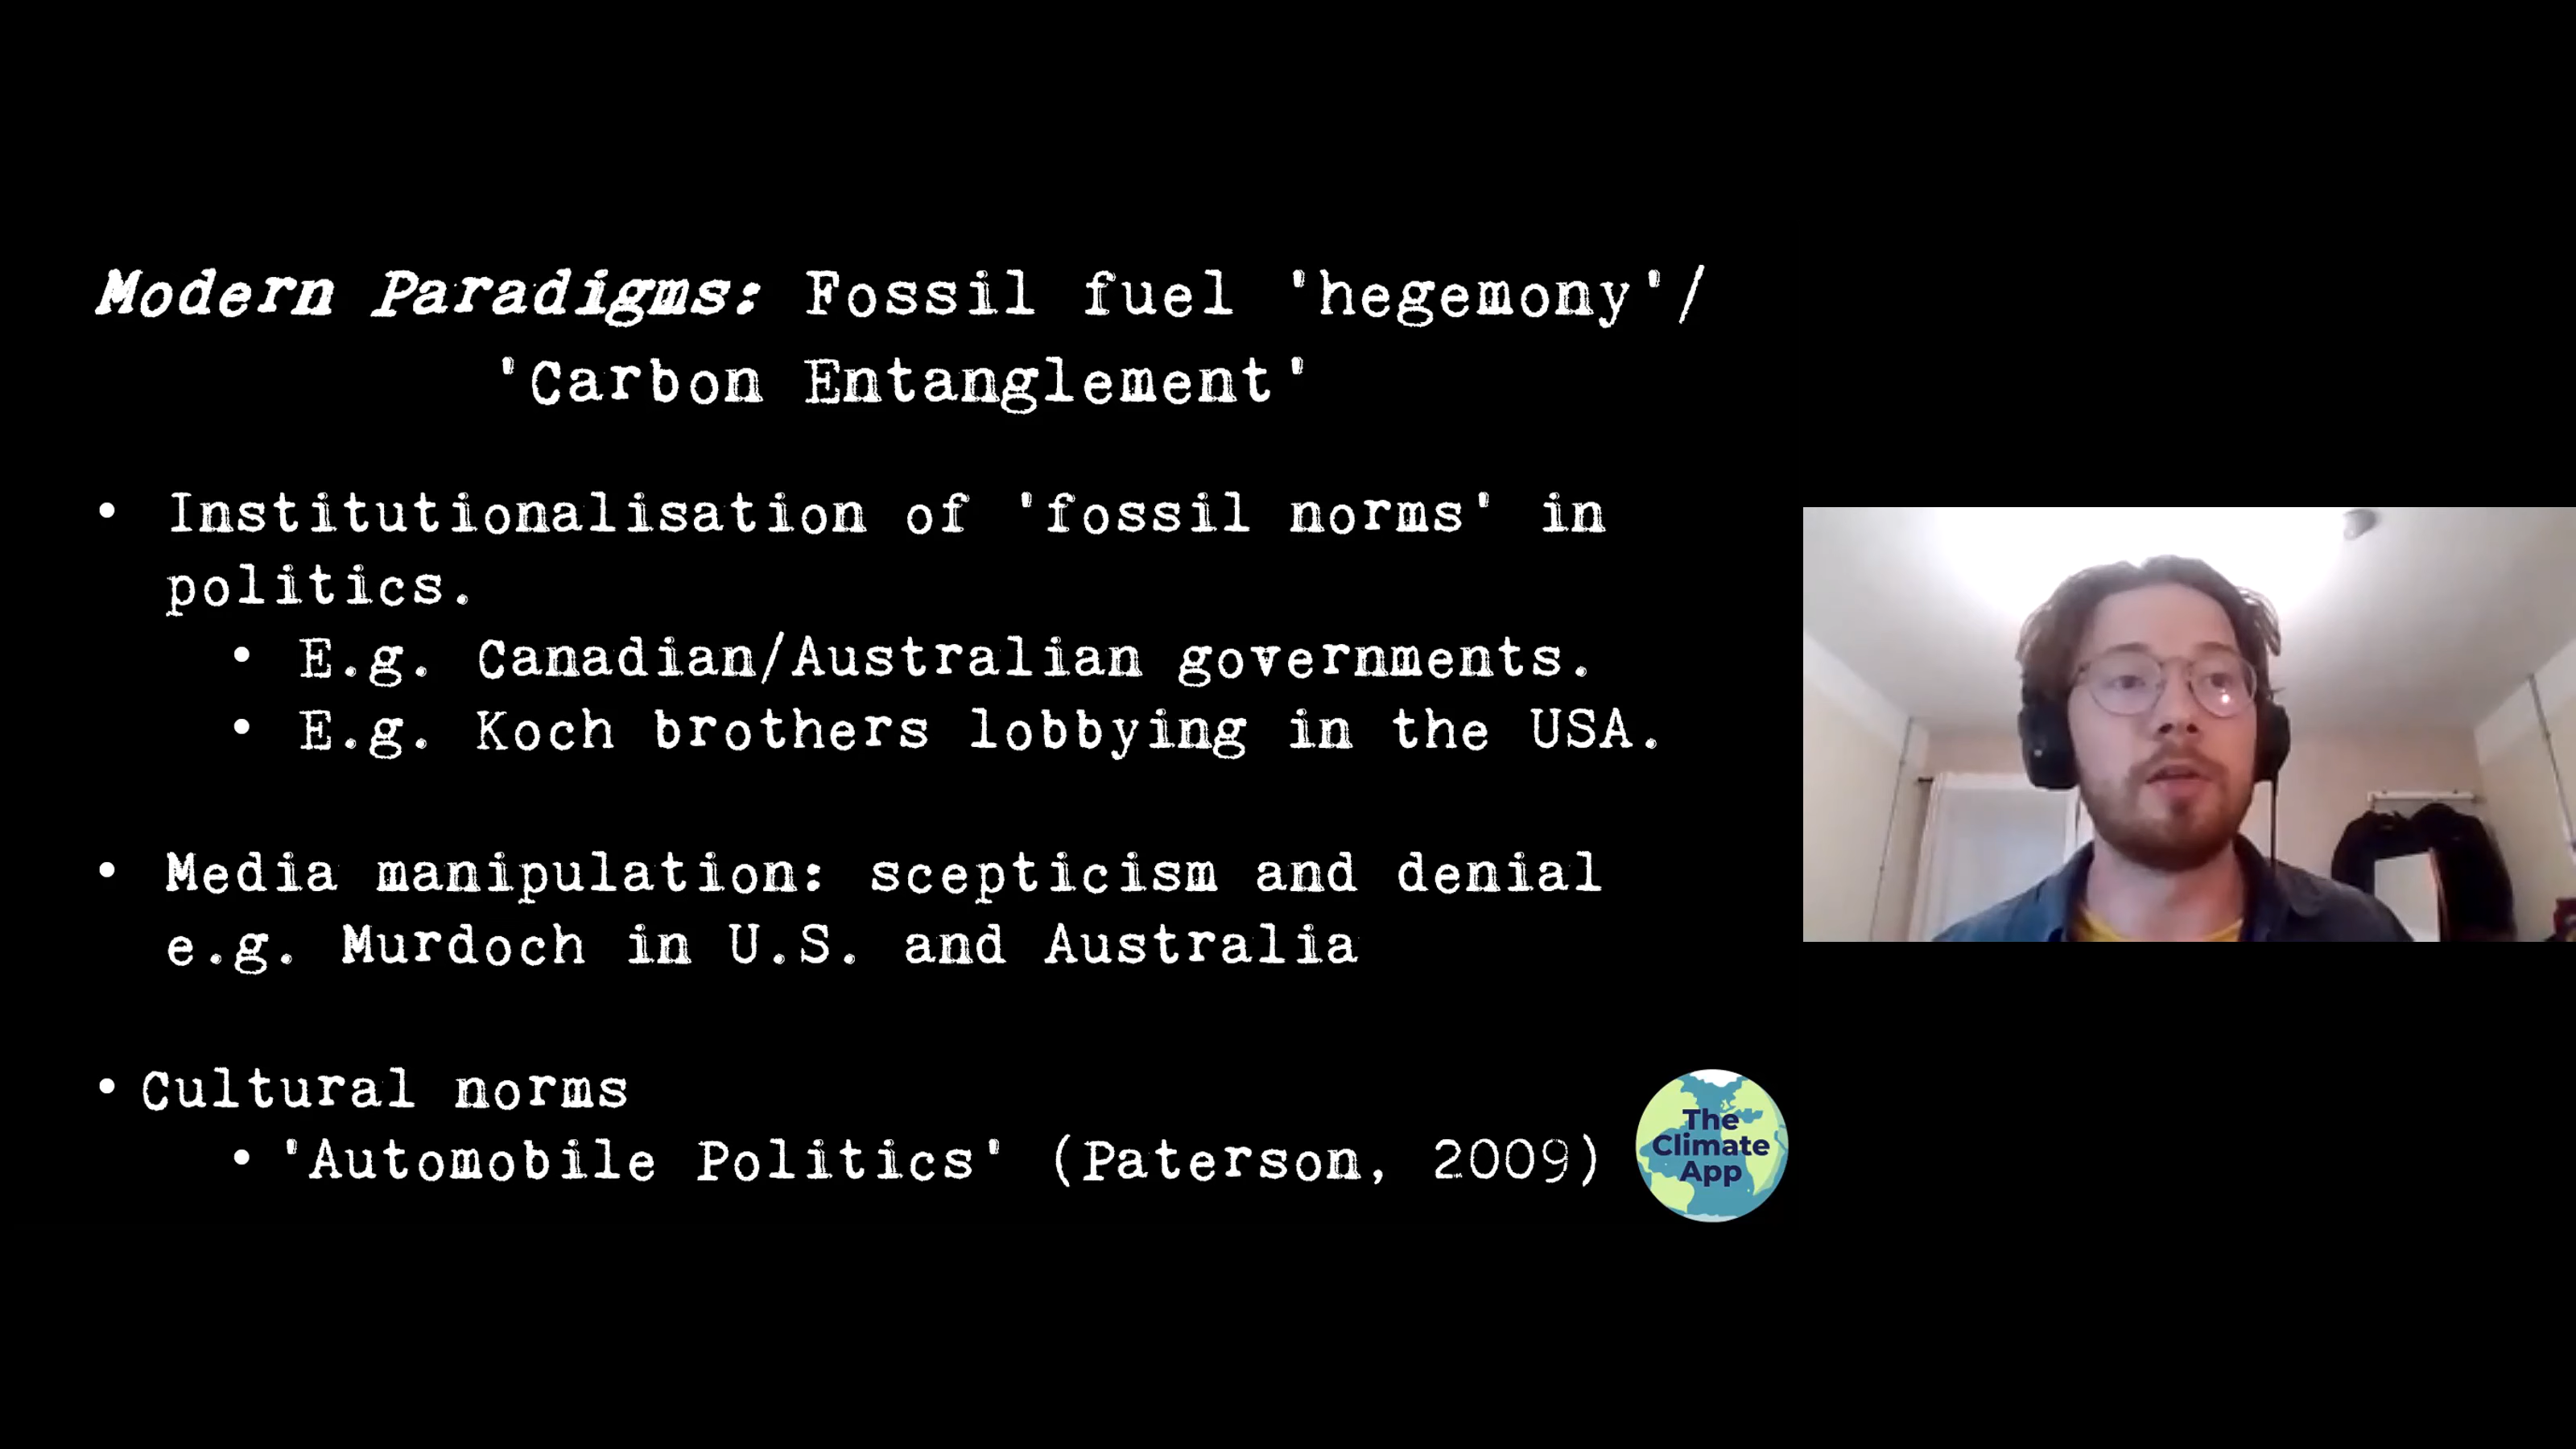 Modern Paradigms: Fossil fuel 'hegemony'/
'Carbon Entanglement'
• Institutionalisation of 'fossil norms' in
politics.
• E.g. Canadian/Australian governments.
• E.g. Koch brothers lobbying in the USA.
• Media manipulation: scepticism and denial
e.g. Murdoch in U.S. and Australia
• Cultural norms
• 'Automobile Politics' (Paterson, 2009)
The
Climate
App